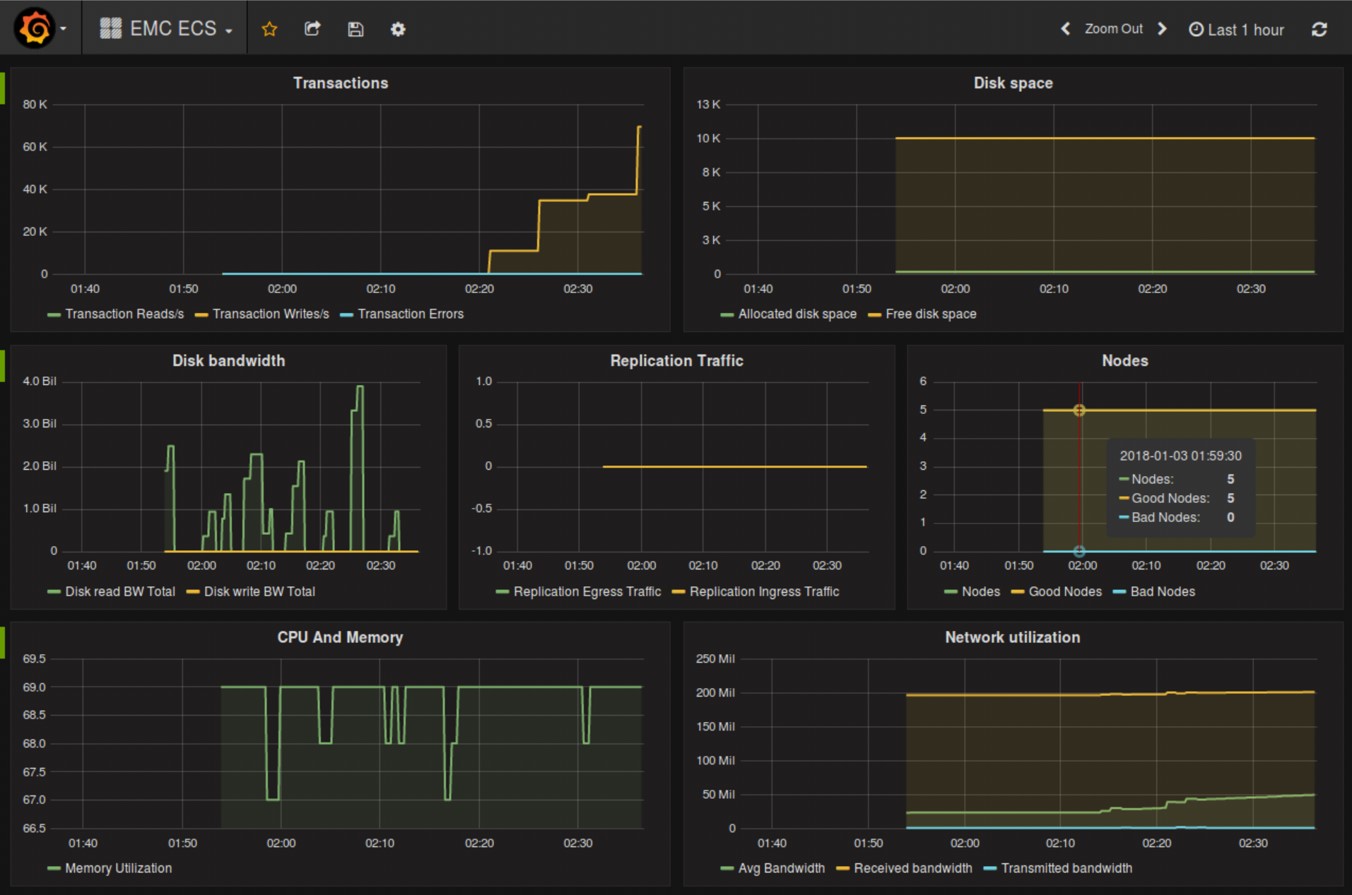 EMC ECS
Zoom Out
Last 1 hour
Transactions
80 K
60 K
40 K
20 K
0
01:40 01:50 02:00 02:10 02:20 02:30
Transaction Reads/s Transaction Writes/s Transaction Errors
Disk space
13 K
10 K
8 K
5 K
3 K
0
01:40 01:50 02:00 02:10 02:20 02:30
Allocated disk space Free disk space
Disk bandwidth
4.0 Bil
3.0 Bil
2.0 Bil
1.0 Bil
0
01:40 01:50 02:00 02:10 02:20 02:30
Disk read BW Total Disk write BW Total
Replication Traffic
1.0
0.5
0
-0.5
-1.0
01:40 01:50 02:00 02:10 02:20 02:30
Replication Egress Traffic Replication Ingress Traffic
Nodes
6
5
4
3
2
1
0
2018-01-03 01:59:30
Nodes: 5
Good Nodes: 5
Bad Nodes: 0
01:40 01:50 02:00 02:10 02:20 02:30
Nodes Good Nodes Bad Nodes
CPU And Memory
69.5
69.0
68.5
68.0
67.5
67.0
66.5
01:40 01:50 02:00 02:10 02:20 02:30
Memory Utilization
Network utilization
250 Mil
200 Mil
150 Mil
100 Mil
50 Mil
0
01:40 01:50 02:00 02:10 02:20 02:30
Avg Bandwidth Received bandwidth Transmitted bandwidth